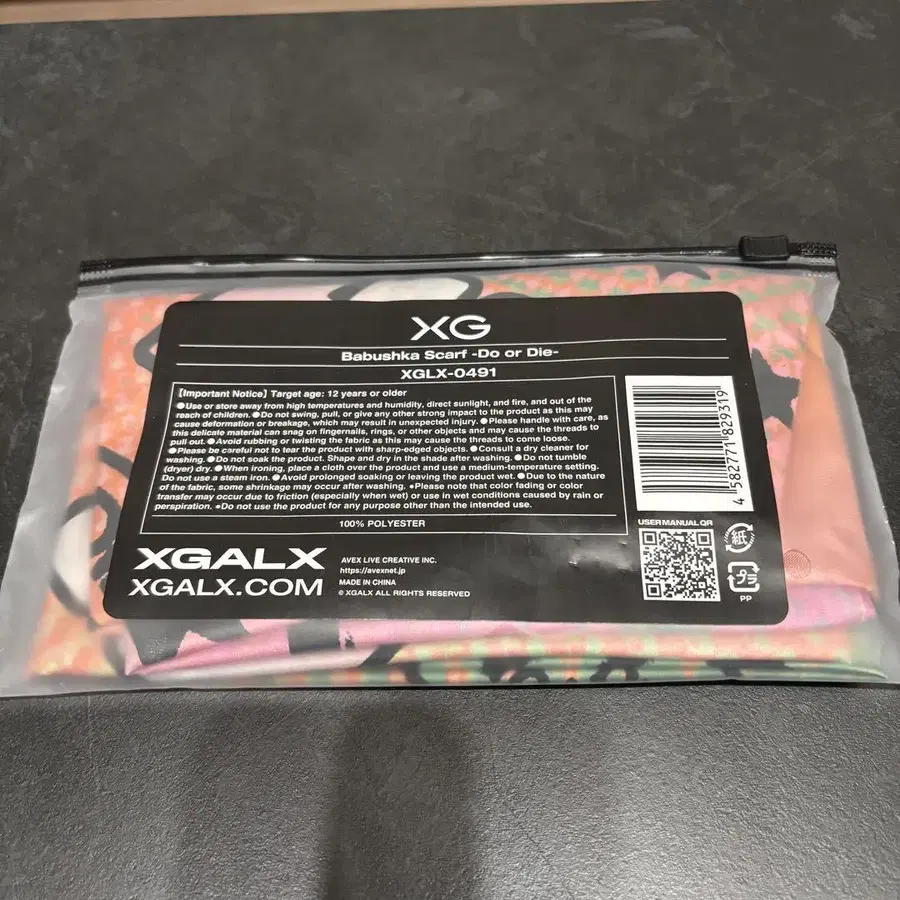 XG
Babushka Scarf -Do or Die-
XGLX-0491
【Important Notice】 Target age: 12 years or older
●Use or store away from high temperatures and humidity, direct sunlight, and fire, and out of the
reach of children. ●Do not swing, pull, or give any other strong impact to the product as this may
cause deformation or breakage, which may result in unexpected injury. ●Please handle with care, as
this delicate material can snag on fingernails, rings, or other objects and may cause the threads to
pull out. ●Avoid rubbing or twisting the fabric as this may cause the threads to come loose.
●Please be careful not to tear the product with sharp-edged objects. ●Consult a dry cleaner for
washing. ●Do not soak the product. Shape and dry in the shade after washing. ●Do not tumble
(dryer) dry. ●When ironing, place a cloth over the product and use a medium-temperature setting.
Do not use a steam iron. ●Avoid prolonged soaking or leaving the product wet. ●Due to the nature
of the fabric, some shrinkage may occur after washing. ●Please note that color fading or color
transfer may occur due to friction (especially when wet) or use in wet conditions caused by rain or
perspiration. ●Do not use the product for any purpose other than the intended use.
100% POLYESTER
4 582771 829319
USER MANUAL QR
紙
プラ
PP
XGALX
XGALX.COM
AVEX LIVE CREATIVE INC.
https://avexnet.jp
MADE IN CHINA
© XGALX ALL RIGHTS RESERVED